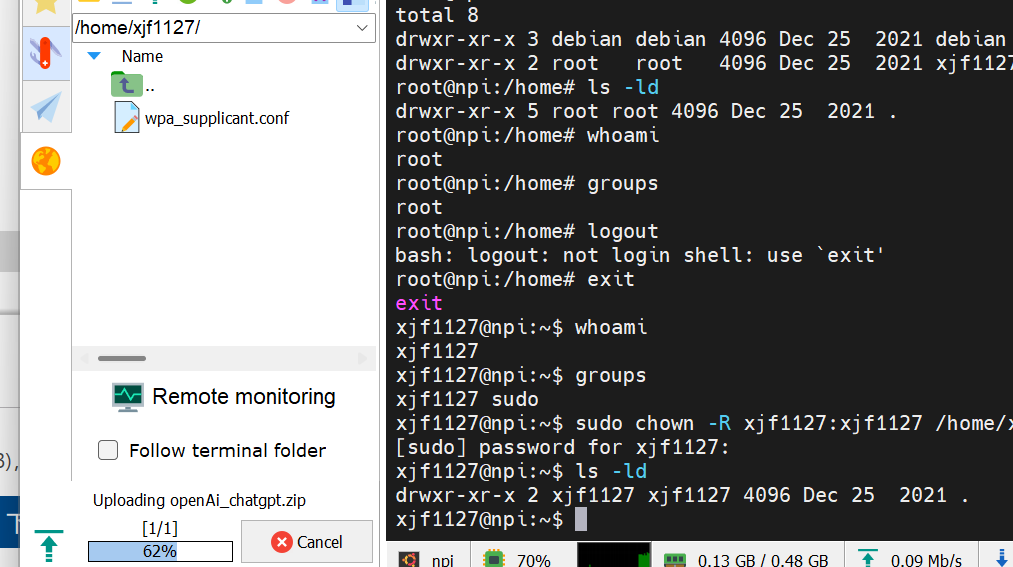 /home/xjf1127/
Name
..
wpa_supplicant.conf
Remote monitoring
Follow terminal folder
Uploading openAi_chatgpt.zip
[1/1]
62%
Cancel
total 8
drwxr-xr-x 3 debian debian 4096 Dec 25  2021 debian
drwxr-xr-x 2 root   root   4096 Dec 25  2021 xjf1127
root@npi:/home# ls -ld
drwxr-xr-x 5 root root 4096 Dec 25  2021 .
root@npi:/home# whoami
root
root@npi:/home# groups
root
root@npi:/home# logout
bash: logout: not login shell: use `exit'
root@npi:/home# exit
exit
xjf1127@npi:~$ whoami
xjf1127
xjf1127@npi:~$ groups
xjf1127 sudo
xjf1127@npi:~$ sudo chown -R xjf1127:xjf1127 /home/x
[sudo] password for xjf1127:
xjf1127@npi:~$ ls -ld
drwxr-xr-x 2 xjf1127 xjf1127 4096 Dec 25  2021 .
xjf1127@npi:~$
npi 70% 0.13 GB / 0.48 GB 0.09 Mb/s